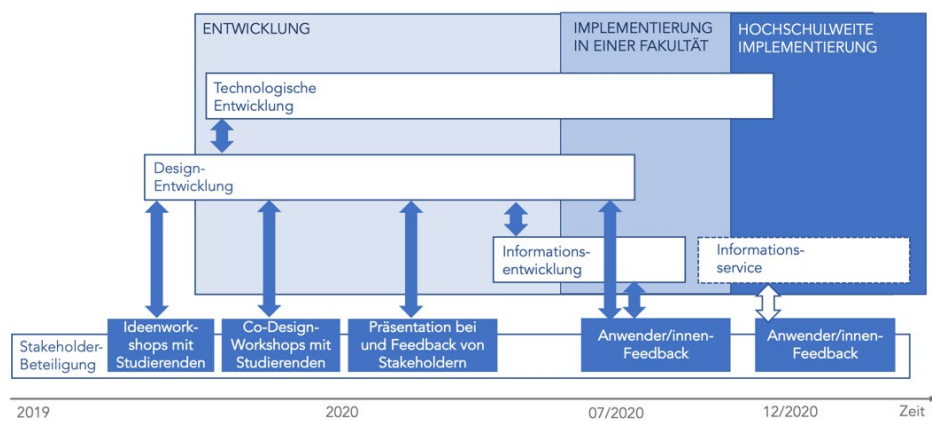 ENTWICKLUNG
IMPLEMENTIERUNG
IN EINER FAKULTÄT
HOCHSCHULWEITE
IMPLEMENTIERUNG
Technologische
Entwicklung
Design-
Entwicklung
Informations-
entwicklung
Informations-
service
Stakeholder-
Beteiligung
Ideenwork-
shops mit
Studierenden
Co-Design-
Workshops mit
Studierenden
Präsentation bei
und Feedback von
Stakeholdern
Anwender/innen-
Feedback
Anwender/innen-
Feedback
2019
2020
07/2020
12/2020
Zeit